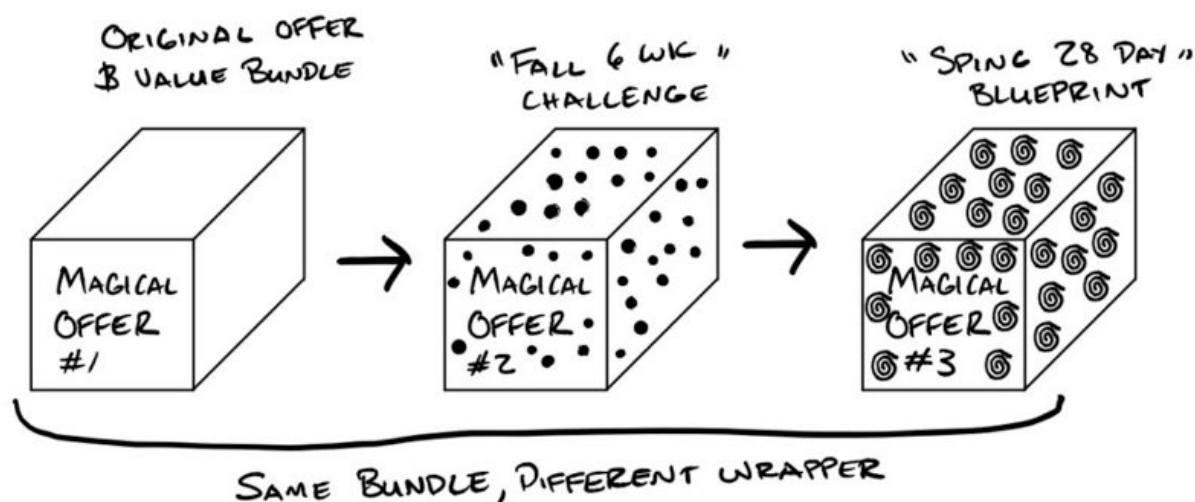 ORIGINAL OFFER
$ VALUE BUNDLE
"FALL 6 WK"
CHALLENGE
"SPING 28 DAY"
BLUEPRINT
MAGICAL
OFFER
#1
MAGICAL
OFFER
#2
MAGICAL
OFFER
#3
SAME BUNDLE, DIFFERENT WRAPPER